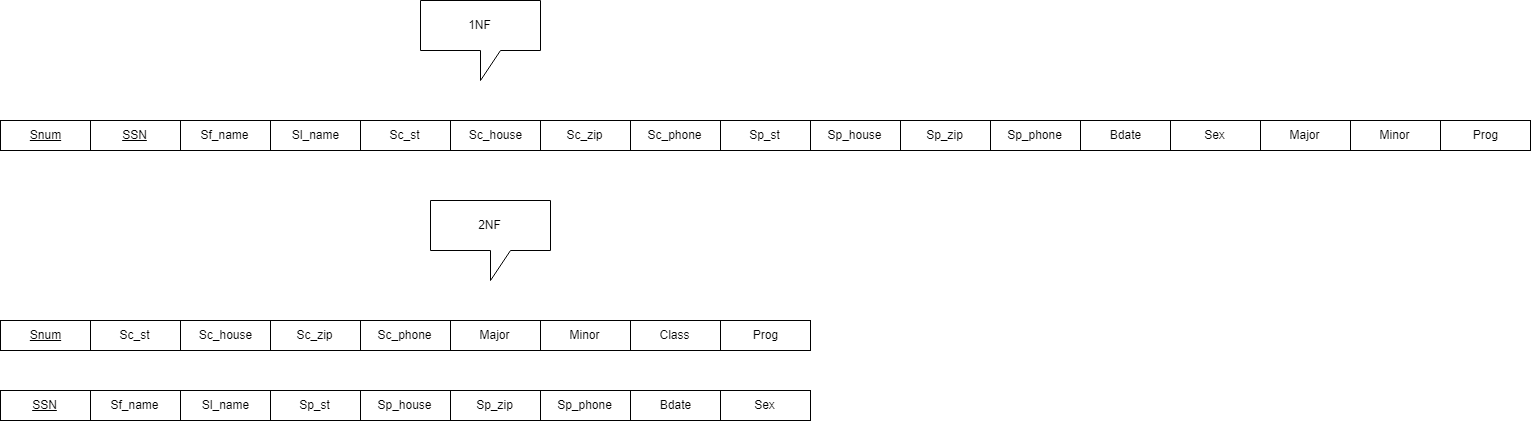 1NF
Snum SSN Sf_name Sl_name Sc_st Sc_house Sc_zip Sc_phone Sp_st Sp_house Sp_zip Sp_phone Bdate Sex Major Minor Prog
2NF
Snum Sc_st Sc_house Sc_zip Sc_phone Major Minor Class Prog
SSN Sf_name Sl_name Sp_st Sp_house Sp_zip Sp_phone Bdate Sex